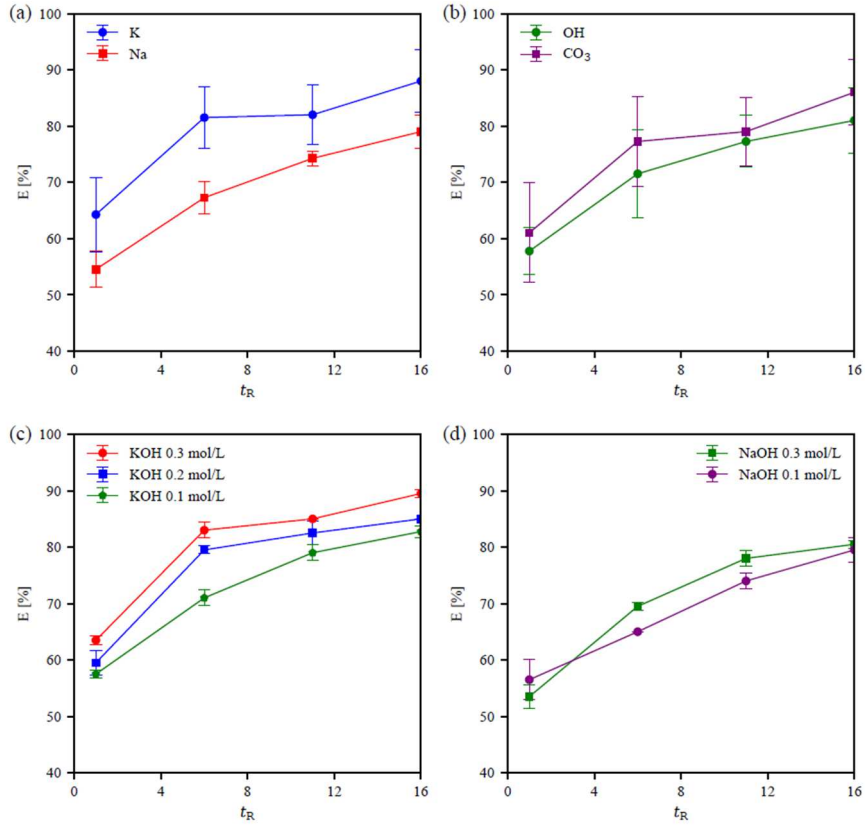 (a)
100
90
80
70
60
50
40
E [%]
K
Na
0 4 8 12 16
tR
(b)
100
90
80
70
60
50
40
E [%]
OH
CO3
0 4 8 12 16
tR
(c)
100
90
80
70
60
50
40
E [%]
KOH 0.3 mol/L
KOH 0.2 mol/L
KOH 0.1 mol/L
0 4 8 12 16
tR
(d)
100
90
80
70
60
50
40
E [%]
NaOH 0.3 mol/L
NaOH 0.1 mol/L
0 4 8 12 16
tR